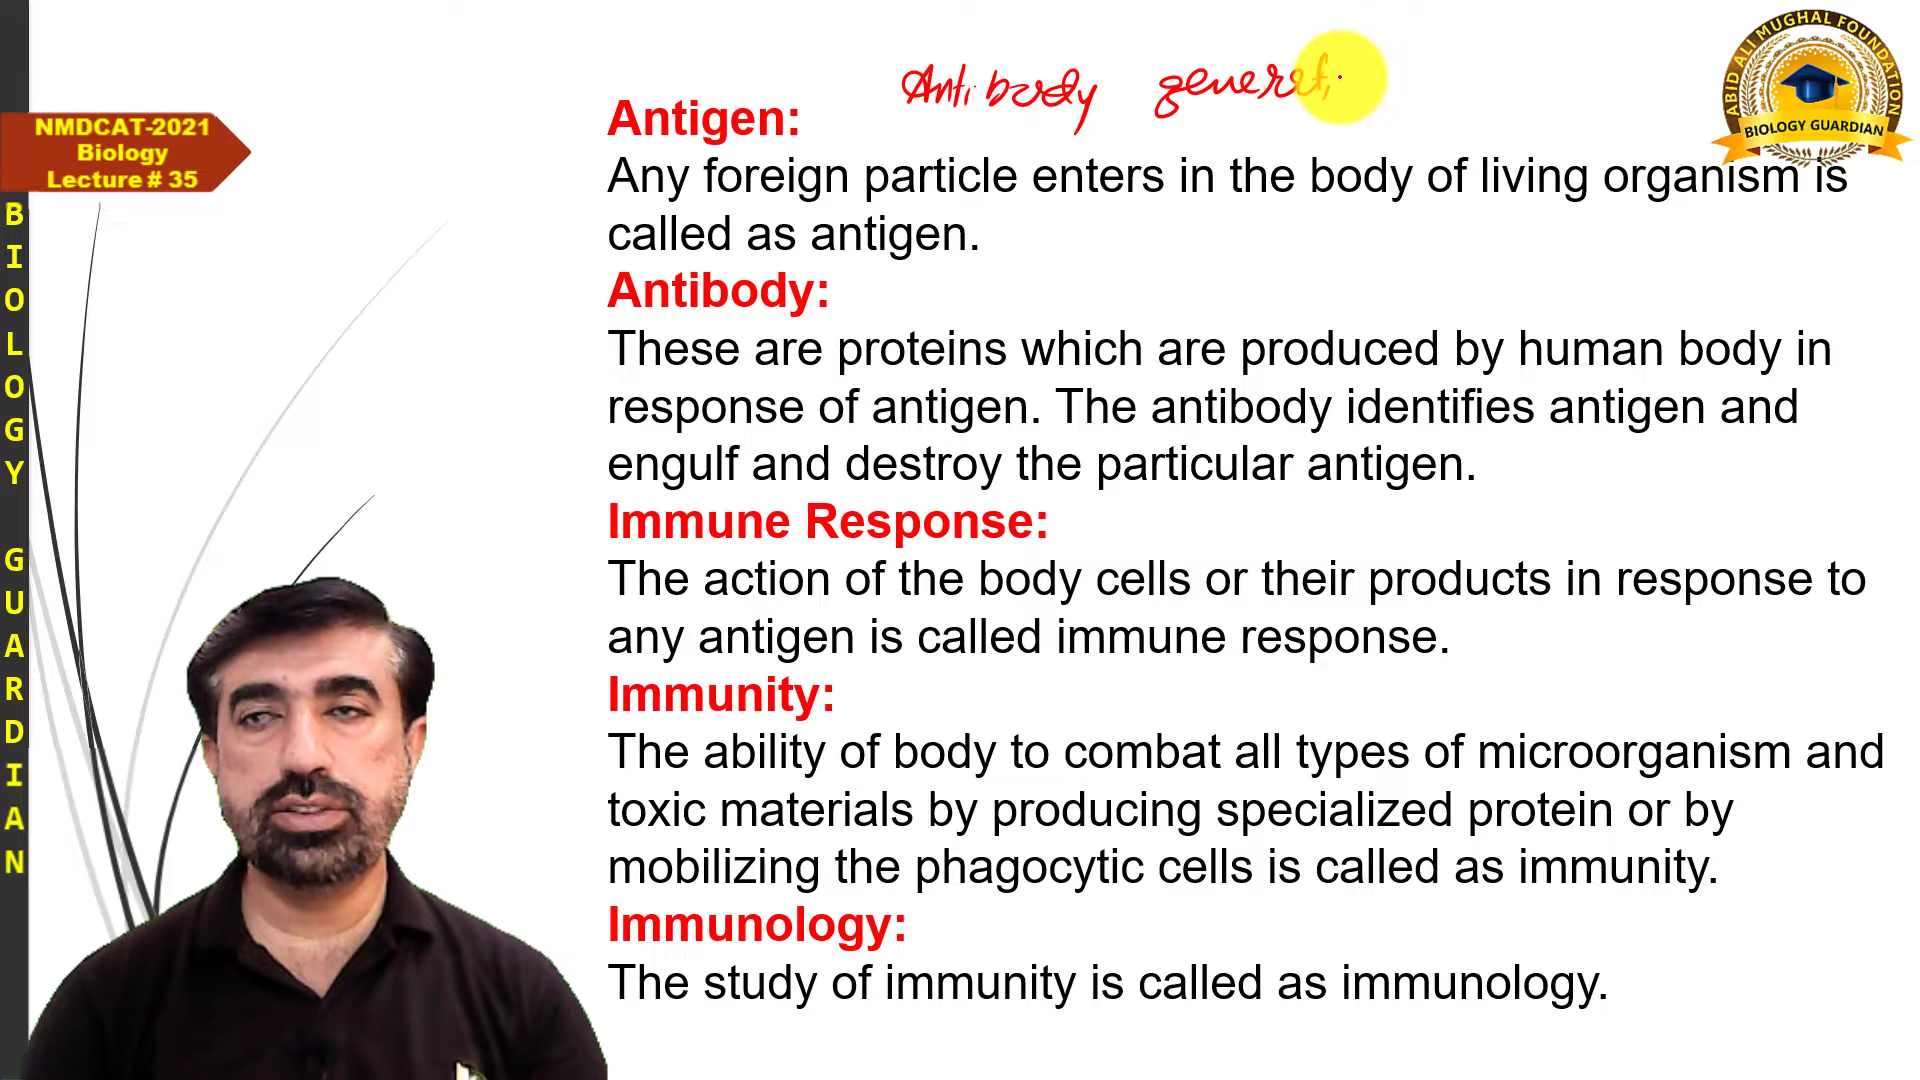 Antibody generati
ABID ALI MUGHAL FOUNDATION
BIOLOGY GUARDIAN
NMDCAT-2021
Biology
Lecture # 35
BIOLOGY GUARDIAN
Antigen:
Any foreign particle enters in the body of living organism is
called as antigen.
Antibody:
These are proteins which are produced by human body in
response of antigen. The antibody identifies antigen and
engulf and destroy the particular antigen.
Immune Response:
The action of the body cells or their products in response to
any antigen is called immune response.
Immunity:
The ability of body to combat all types of microorganism and
toxic materials by producing specialized protein or by
mobilizing the phagocytic cells is called as immunity.
Immunology:
The study of immunity is called as immunology.